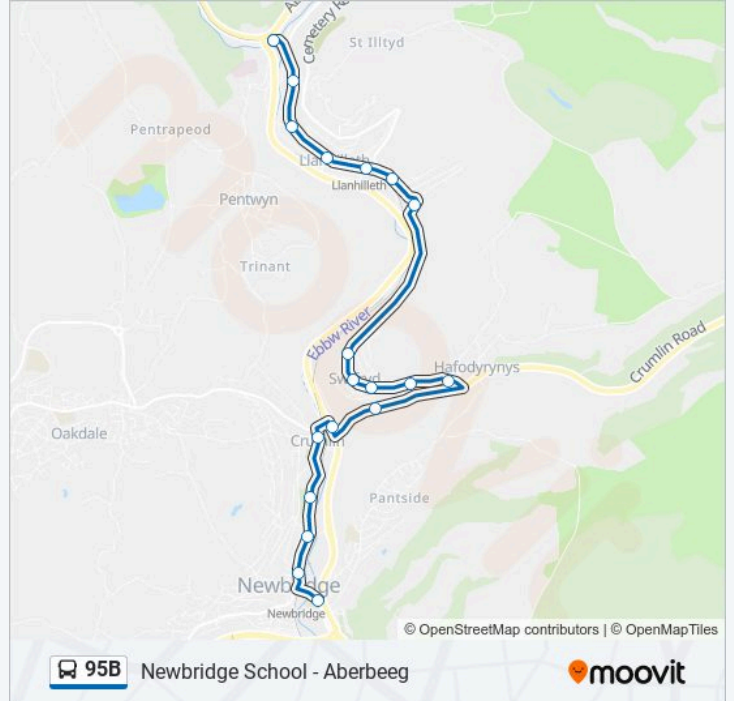 Cemetery R
St Illtyd
Pentrapeod
Llanhilleth
Pentwyn
Trinant
Ebbw River
Crumlin Road
Hafodyrynys
Oakdale
Crumlin
Pantside
Newbridge
Newbridge
© OpenStreetMap contributors | © OpenMapTiles
95B Newbridge School - Aberbeeg
moovit